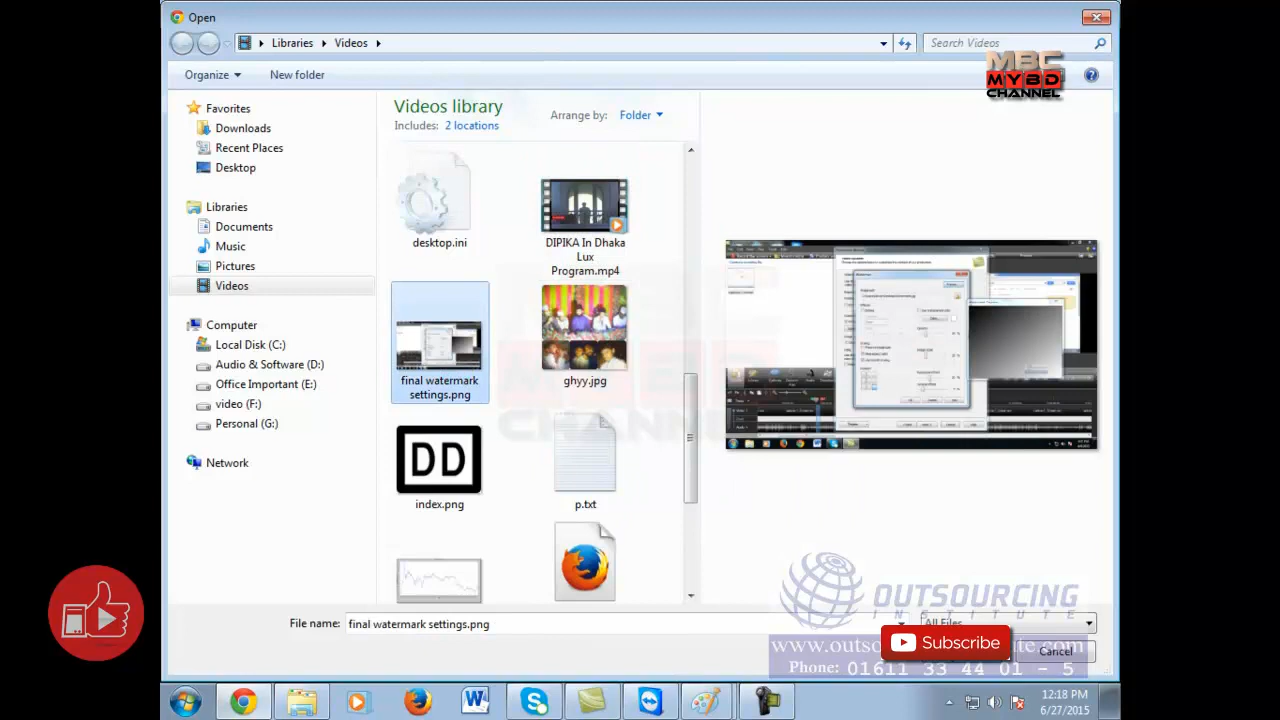 Open
Libraries
Videos
Search Videos
MBC
MYBD
CHANNEL
Organize
New folder
Favorites
Downloads
Recent Places
Desktop
Libraries
Documents
Music
Pictures
Videos
Computer
Local Disk (C:)
Audio & Software (D:)
Office Important (E:)
video (F:)
Personal (G:)
Network
Videos library
Includes: 2 locations
Arrange by: Folder
desktop.ini
DIPIKA In Dhaka
Lux
Program.mp4
final watermark
settings.png
ghyy.jpg
DD
index.png
p.txt
OUTSOURCING
INSTITUTE
File name: final watermark settings.png
All Files
Subscribe
Cancel
Phone: 01611 33 44 01 - 5
12:18 PM
6/27/2015